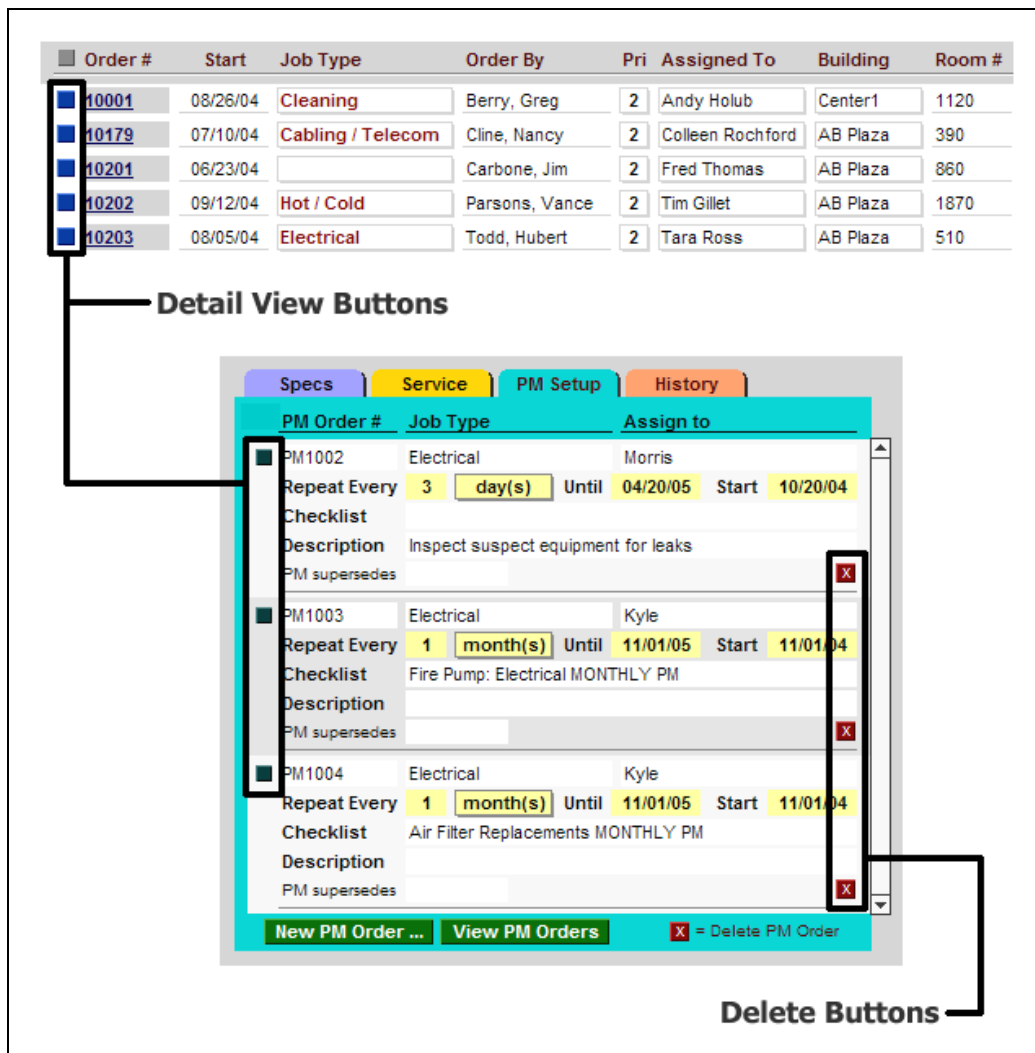 Order # Start Job Type Order By Pri Assigned To Building Room #
10001 08/26/04 Cleaning Berry, Greg 2 Andy Holub Center1 1120
10179 07/10/04 Cabling / Telecom Cline, Nancy 2 Colleen Rochford AB Plaza 390
10201 06/23/04 Carbone, Jim 2 Fred Thomas AB Plaza 860
10202 09/12/04 Hot / Cold Parsons, Vance 2 Tim Gillet AB Plaza 1870
10203 08/05/04 Electrical Todd, Hubert 2 Tara Ross AB Plaza 510
Detail View Buttons
Specs Service PM Setup History
PM Order # Job Type Assign to
PM1002 Electrical Morris
Repeat Every 3 day(s) Until 04/20/05 Start 10/20/04
Checklist
Description Inspect suspect equipment for leaks
PM supersedes X
PM1003 Electrical Kyle
Repeat Every 1 month(s) Until 11/01/05 Start 11/01/04
Checklist Fire Pump: Electrical MONTHLY PM
Description
PM supersedes X
PM1004 Electrical Kyle
Repeat Every 1 month(s) Until 11/01/05 Start 11/01/04
Checklist Air Filter Replacements MONTHLY PM
Description
PM supersedes X
New PM Order ... View PM Orders X = Delete PM Order
Delete Buttons